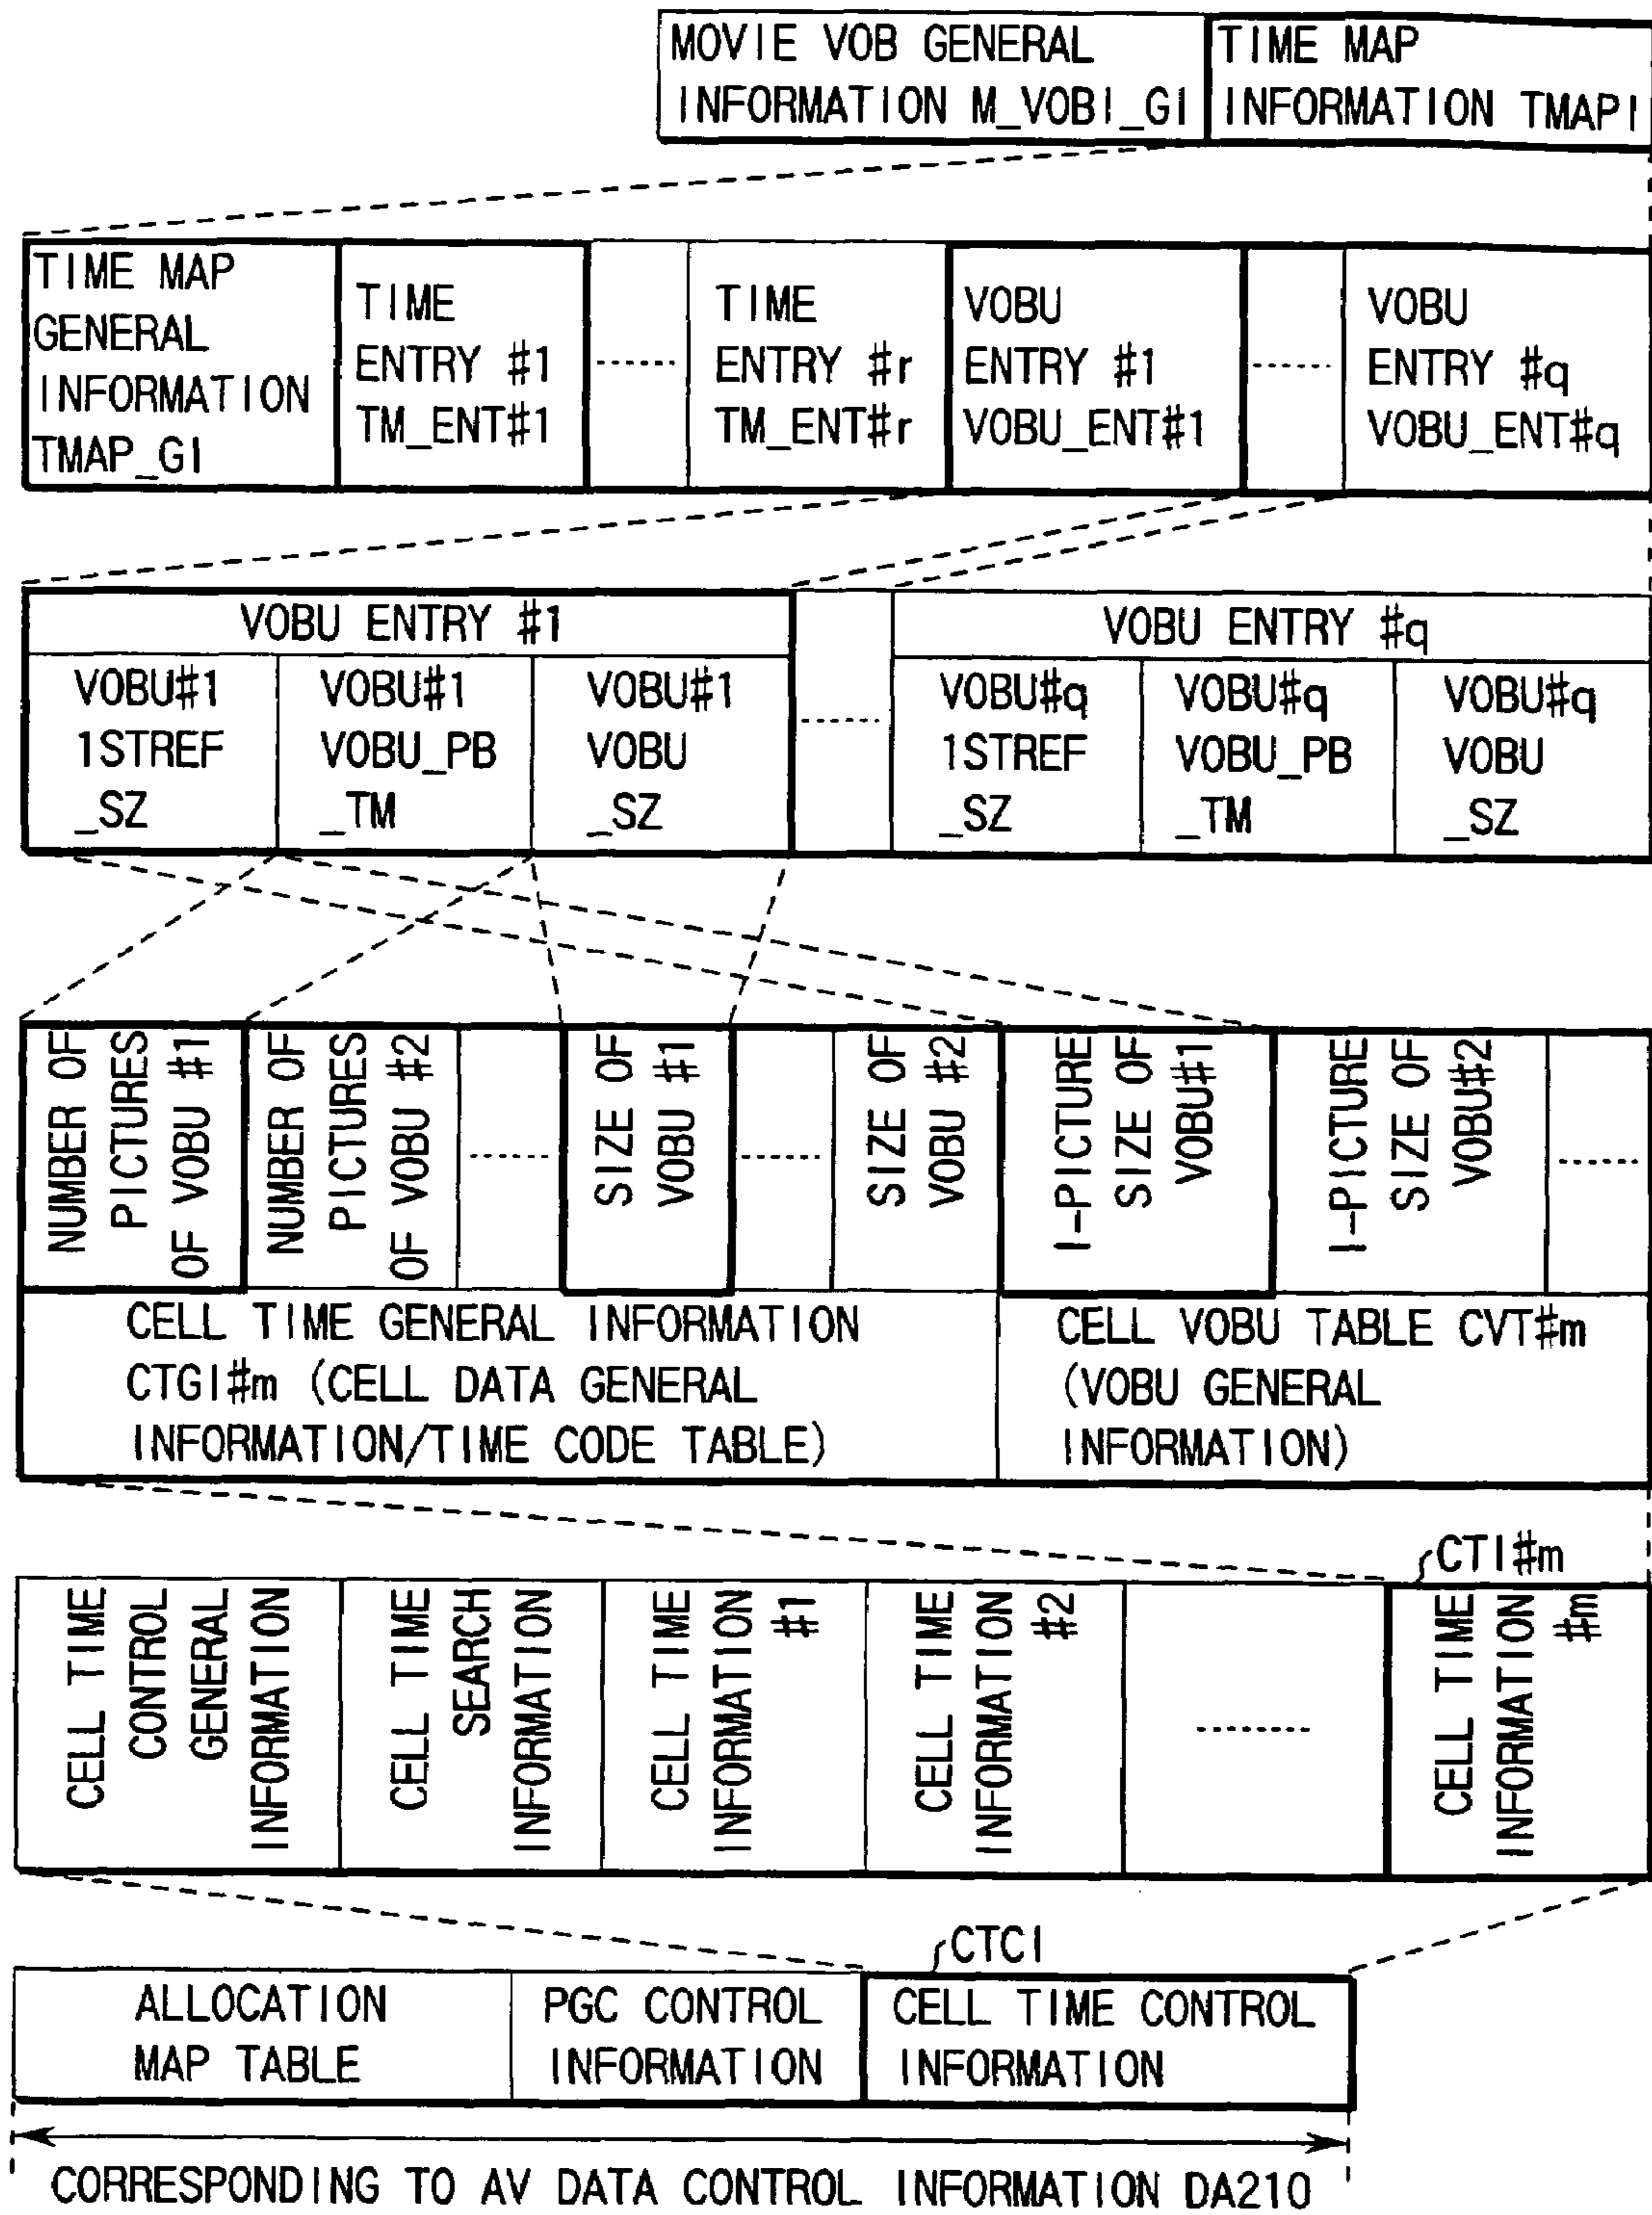 MOVIE VOB GENERAL
INFORMATION M_VOBI_GI
TIME MAP
INFORMATION TMAPI
TIME MAP
GENERAL
INFORMATION
TMAP_GI
TIME
ENTRY #1
TM_ENT#1
TIME
ENTRY #r
TM_ENT#r
VOBU
ENTRY #1
VOBU_ENT#1
VOBU
ENTRY #q
VOBU_ENT#q
VOBU ENTRY #1
VOBU#1
1STREF
_SZ
VOBU#1
VOBU_PB
_TM
VOBU#1
VOBU
_SZ
VOBU ENTRY #q
VOBU#q
1STREF
_SZ
VOBU#q
VOBU_PB
_TM
VOBU#q
VOBU
_SZ
NUMBER OF
PICTURES
OF VOBU #1
NUMBER OF
PICTURES
OF VOBU #2
SIZE OF
VOBU #1
SIZE OF
VOBU #2
I-PICTURE
SIZE OF
VOBU#1
I-PICTURE
SIZE OF
VOBU#2
CELL TIME GENERAL INFORMATION
CTGI#m (CELL DATA GENERAL
INFORMATION/TIME CODE TABLE)
CELL VOBU TABLE CVT#m
(VOBU GENERAL
INFORMATION)
CTI#m
CELL TIME
CONTROL
GENERAL
INFORMATION
CELL TIME
SEARCH
INFORMATION
CELL TIME
INFORMATION
#1
CELL TIME
INFORMATION
#2
CELL TIME
INFORMATION
#m
CTCI
ALLOCATION
MAP TABLE
PGC CONTROL
INFORMATION
CELL TIME CONTROL
INFORMATION
CORRESPONDING TO AV DATA CONTROL INFORMATION DA210